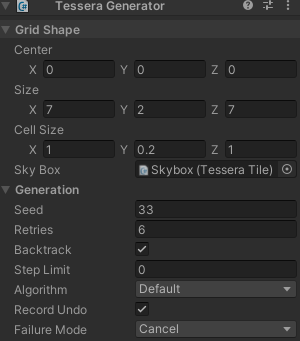 Tessera Generator
Grid Shape
Center
X 0 Y 0 Z 0
Size
X 7 Y 2 Z 7
Cell Size
X 1 Y 0.2 Z 1
Sky Box Skybox (Tessera Tile)
Generation
Seed 33
Retries 6
Backtrack
Step Limit 0
Algorithm Default
Record Undo
Failure Mode Cancel